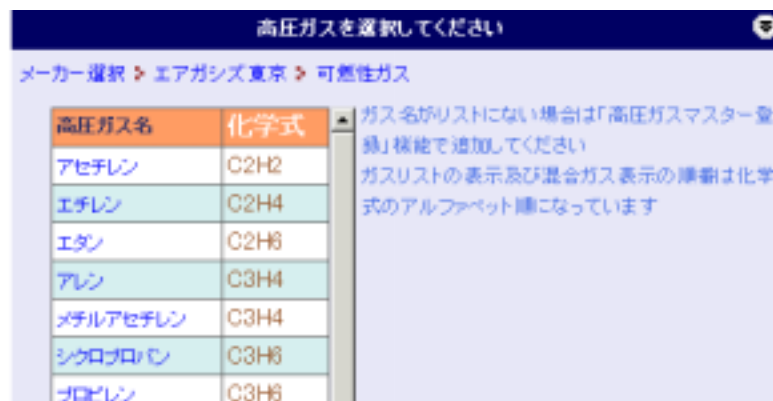 高圧ガスを選択してください
メーカー選択 > エアガシズ東京 > 可燃性ガス
高圧ガス名 化学式
アセチレン C2H2
エチレン C2H4
エタン C2H6
アレン C3H4
メチルアセチレン C3H4
シクロプロパン C3H6
プロピレン C3H6
ガス名がリストにない場合は「高圧ガスマスター登
録」機能で追加してください
ガスリストの表示及び混合ガス表示の順番は化学
式のアルファベット順になっています